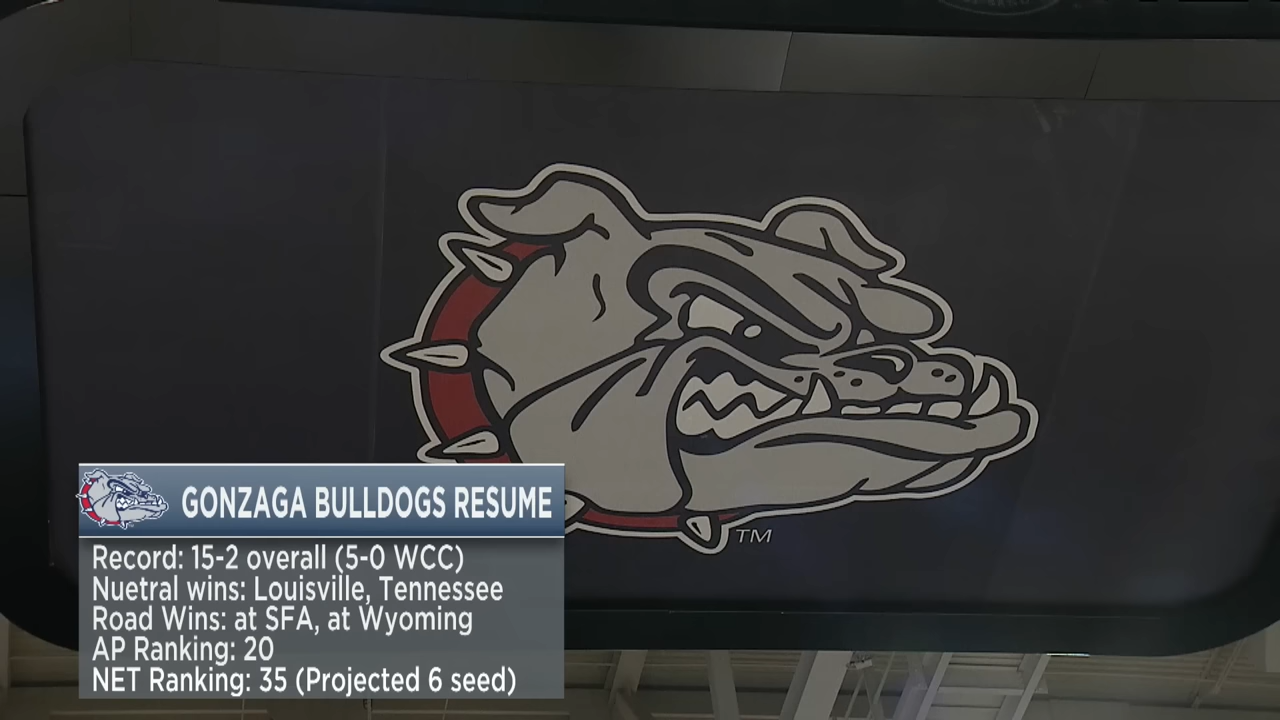 GONZAGA BULLDOGS RESUME
Record: 15-2 overall (5-0 WCC)
Nuetral wins: Louisville, Tennessee
Road Wins: at SFA, at Wyoming
AP Ranking: 20
NET Ranking: 35 (Projected 6 seed)
TM